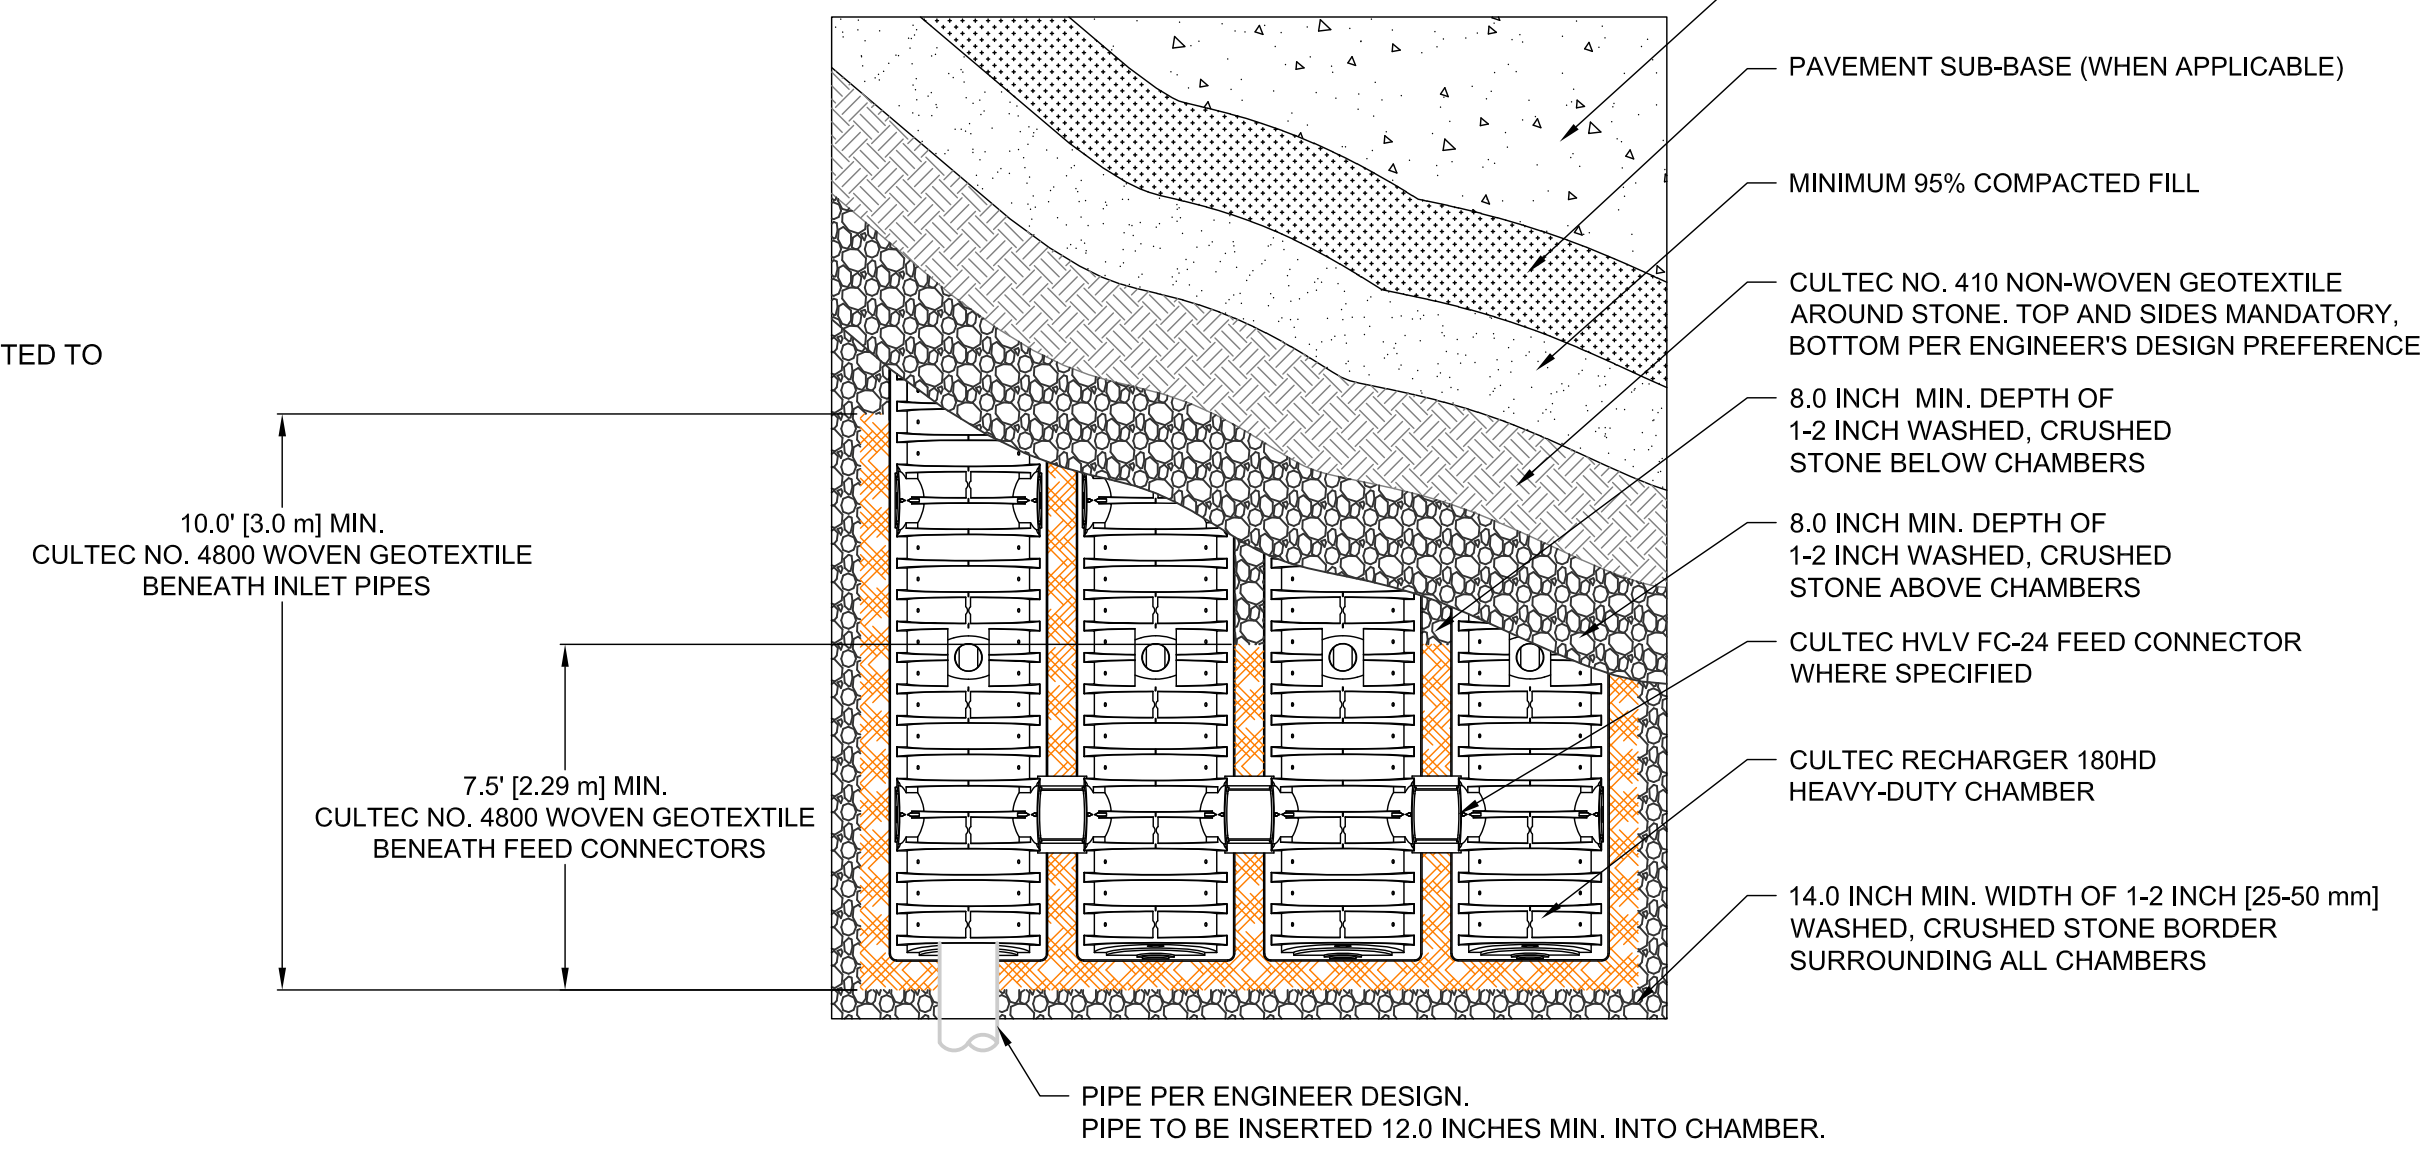 PAVEMENT SUB-BASE (WHEN APPLICABLE)
MINIMUM 95% COMPACTED FILL
CULTEC NO. 410 NON-WOVEN GEOTEXTILE
AROUND STONE. TOP AND SIDES MANDATORY,
BOTTOM PER ENGINEER'S DESIGN PREFERENCE
TED TO
8.0 INCH MIN. DEPTH OF
1-2 INCH WASHED, CRUSHED
STONE BELOW CHAMBERS
10.0' [3.0 m] MIN.
CULTEC NO. 4800 WOVEN GEOTEXTILE
BENEATH INLET PIPES
8.0 INCH MIN. DEPTH OF
1-2 INCH WASHED, CRUSHED
STONE ABOVE CHAMBERS
CULTEC HVLV FC-24 FEED CONNECTOR
WHERE SPECIFIED
7.5' [2.29 m] MIN.
CULTEC NO. 4800 WOVEN GEOTEXTILE
BENEATH FEED CONNECTORS
CULTEC RECHARGER 180HD
HEAVY-DUTY CHAMBER
14.0 INCH MIN. WIDTH OF 1-2 INCH [25-50 mm]
WASHED, CRUSHED STONE BORDER
SURROUNDING ALL CHAMBERS
PIPE PER ENGINEER DESIGN.
PIPE TO BE INSERTED 12.0 INCHES MIN. INTO CHAMBER.